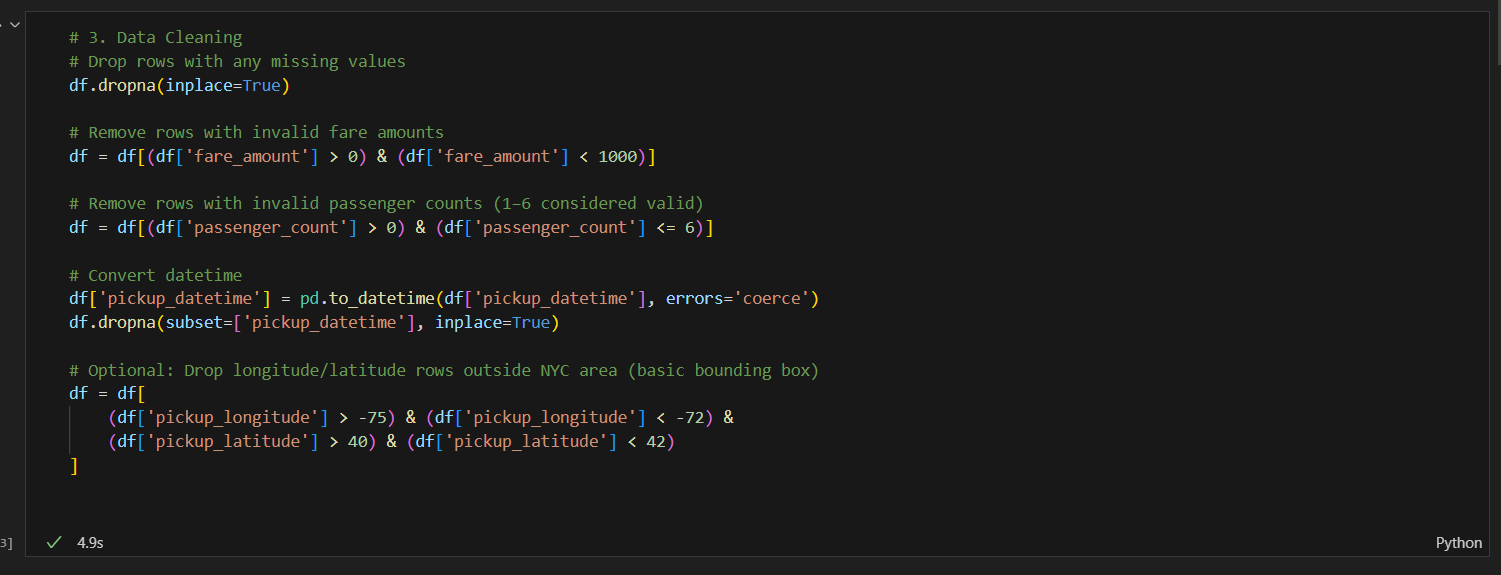 # 3. Data Cleaning
# Drop rows with any missing values
df.dropna(inplace=True)
# Remove rows with invalid fare amounts
df = df[(df['fare_amount'] > 0) & (df['fare_amount'] < 1000)]
# Remove rows with invalid passenger counts (1–6 considered valid)
df = df[(df['passenger_count'] > 0) & (df['passenger_count'] <= 6)]
# Convert datetime
df['pickup_datetime'] = pd.to_datetime(df['pickup_datetime'], errors='coerce')
df.dropna(subset=['pickup_datetime'], inplace=True)
# Optional: Drop longitude/latitude rows outside NYC area (basic bounding box)
df = df[
    (df['pickup_longitude'] > -75) & (df['pickup_longitude'] < -72) &
    (df['pickup_latitude'] > 40) & (df['pickup_latitude'] < 42)
]
3]
4.9s
Python